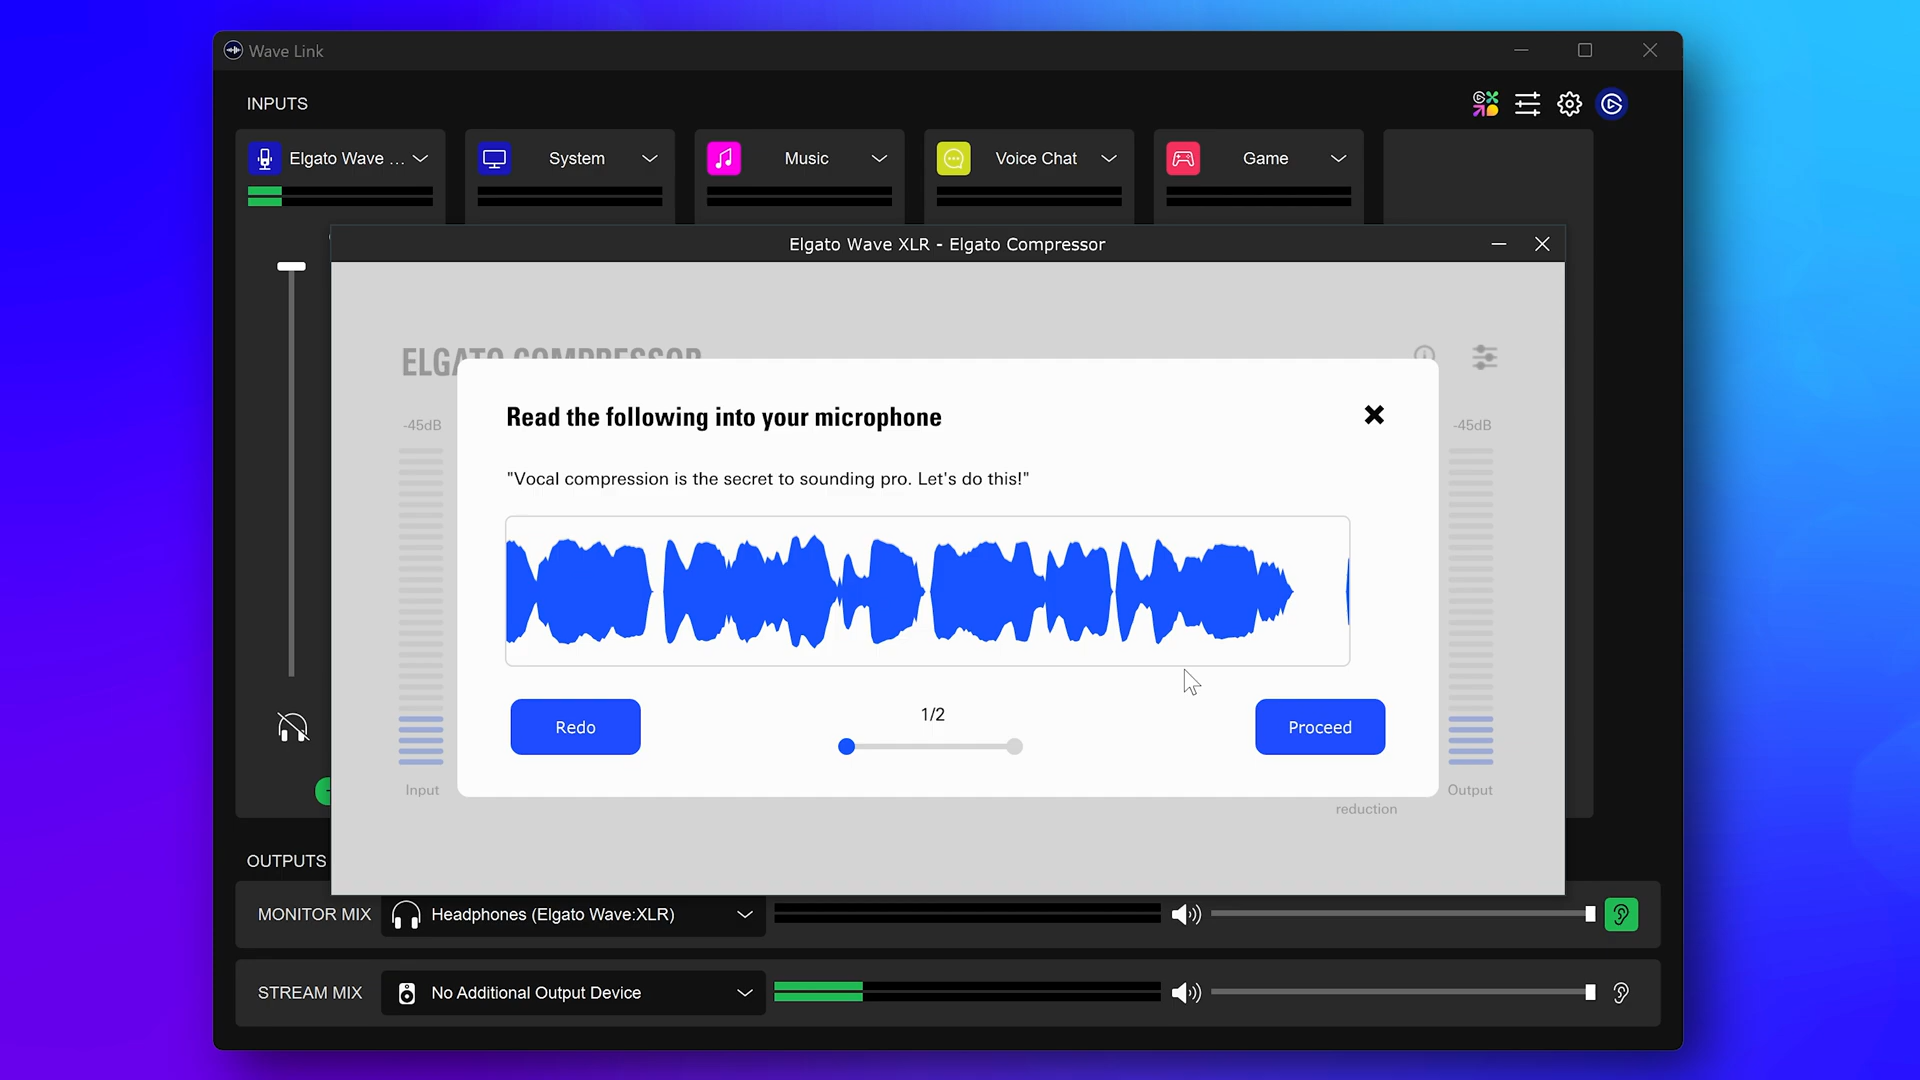 Wave Link
INPUTS
Elgato Wave ...
System
Music
Voice Chat
Game
Elgato Wave XLR - Elgato Compressor
ELGATO COMPRESSOR
-45dB
-45dB
Read the following into your microphone
"Vocal compression is the secret to sounding pro. Let's do this!"
Redo
1/2
Proceed
Input
Output
reduction
OUTPUTS
MONITOR MIX
Headphones (Elgato Wave:XLR)
STREAM MIX
No Additional Output Device